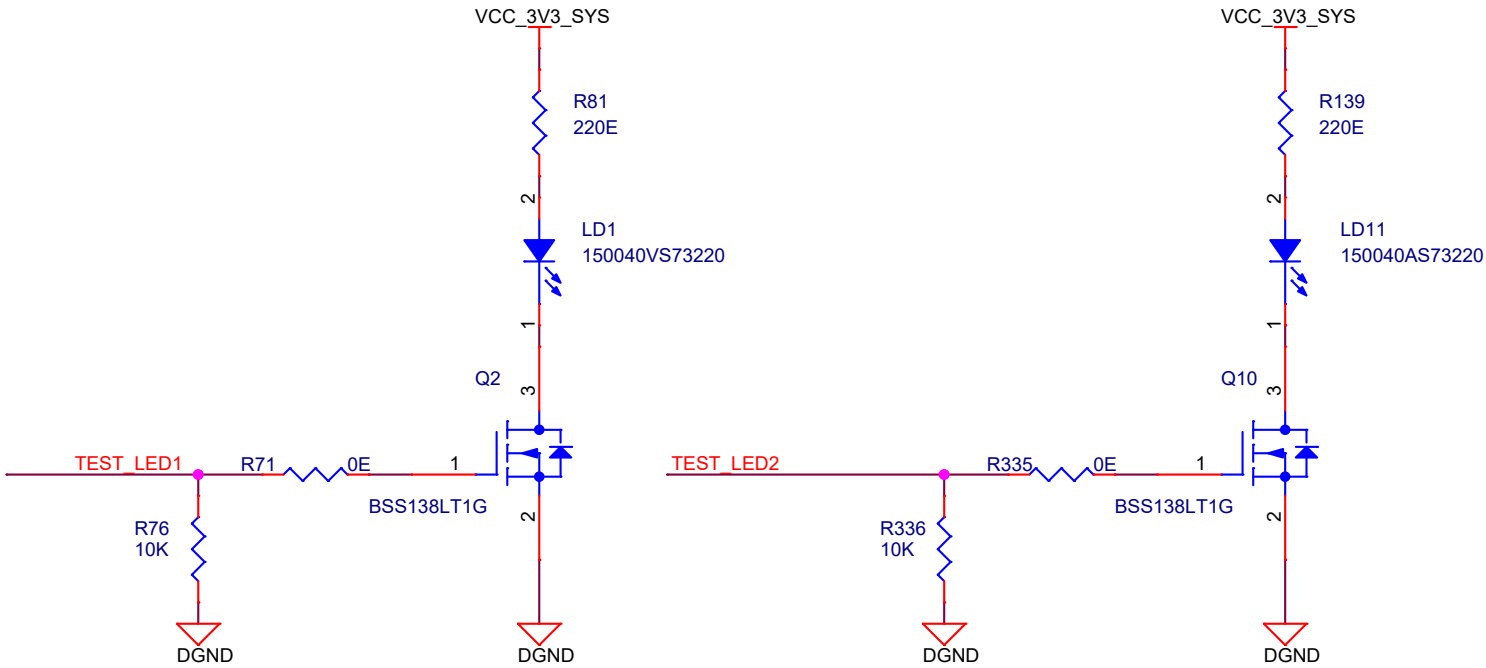 VCC_3V3_SYS
R81
220E
2
LD1
150040VS73220
1
Q2
3
TEST_LED1
R71
0E
1
BSS138LT1G
2
R76
10K
DGND
DGND
VCC_3V3_SYS
R139
220E
2
LD11
150040AS73220
1
Q10
3
TEST_LED2
R335
0E
1
BSS138LT1G
2
R336
10K
DGND
DGND